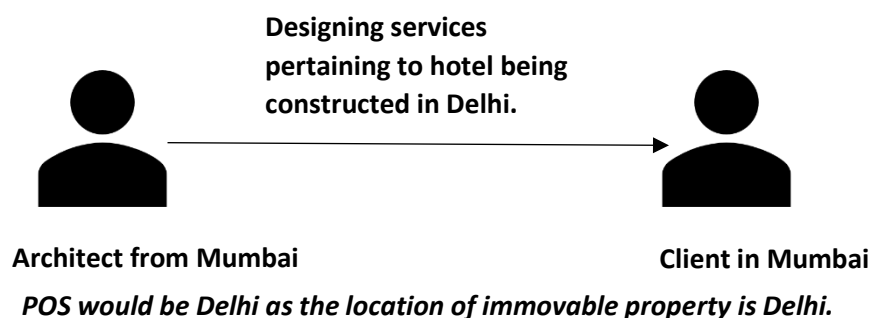 Designing services
pertaining to hotel being
constructed in Delhi.
Architect from Mumbai
Client in Mumbai
POS would be Delhi as the location of immovable property is Delhi.